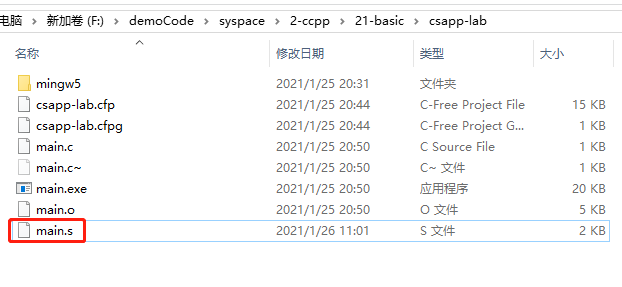 电脑 › 新加卷 (F:) › demoCode › syspace › 2-ccpp › 21-basic › csapp-lab
名称 修改日期 类型 大小
mingw5 2021/1/25 20:31 文件夹
csapp-lab.cfp 2021/1/25 20:44 C-Free Project File 15 KB
csapp-lab.cfpg 2021/1/25 20:44 C-Free Project G... 1 KB
main.c 2021/1/25 20:50 C Source File 1 KB
main.c~ 2021/1/25 20:50 C~ 文件 1 KB
main.exe 2021/1/25 20:50 应用程序 20 KB
main.o 2021/1/25 20:50 O 文件 5 KB
main.s 2021/1/26 11:01 S 文件 2 KB